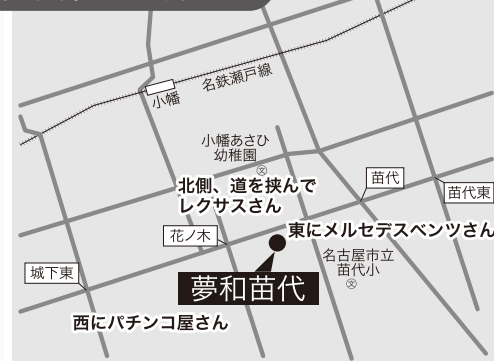 名鉄瀬戸線
小幡
小幡あさひ
幼稚園
文
北側、道を挟んで
レクサスさん
苗代
苗代東
東にメルセデスベンツさん
花ノ木
名古屋市立
苗代小
文
城下東
夢和苗代
西にパチンコ屋さん